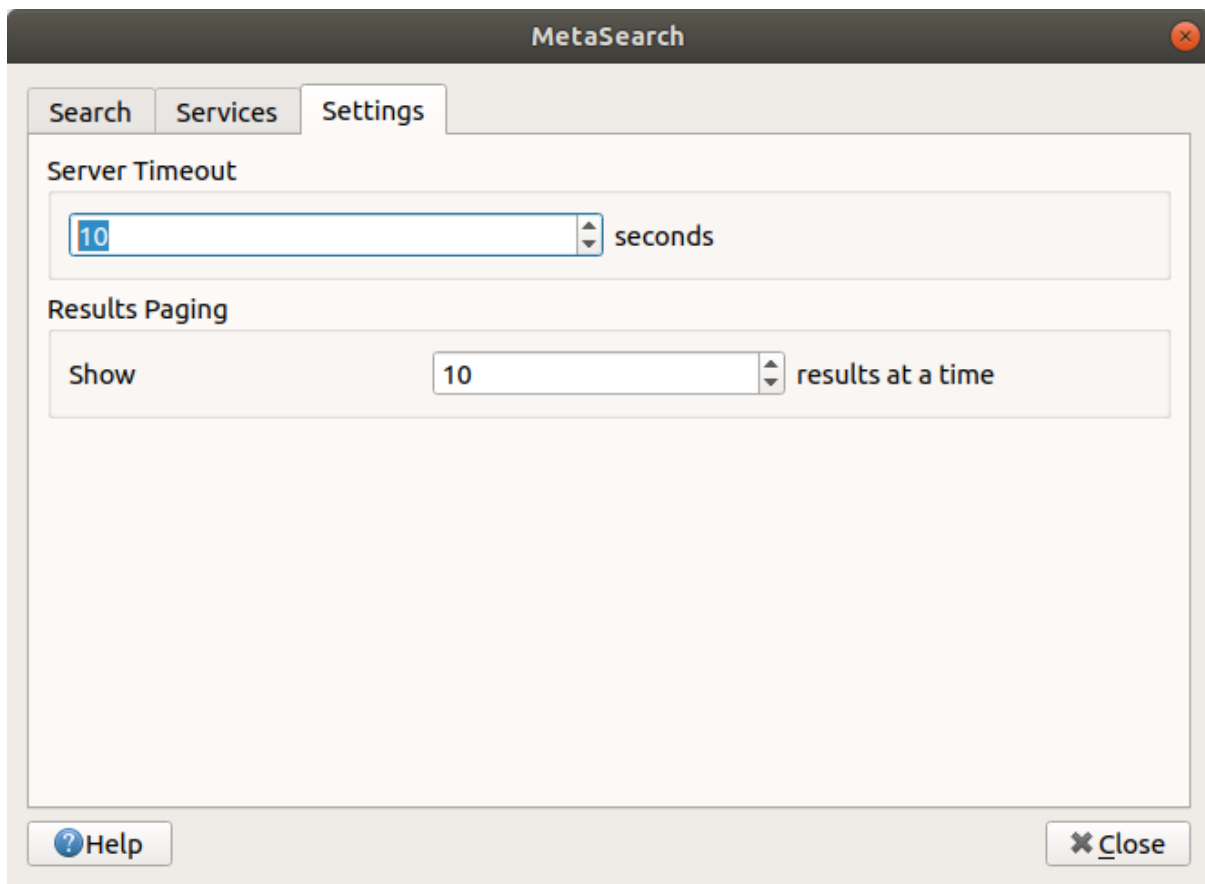 MetaSearch
Search Services Settings
Server Timeout
10 seconds
Results Paging
Show 10 results at a time
Help Close